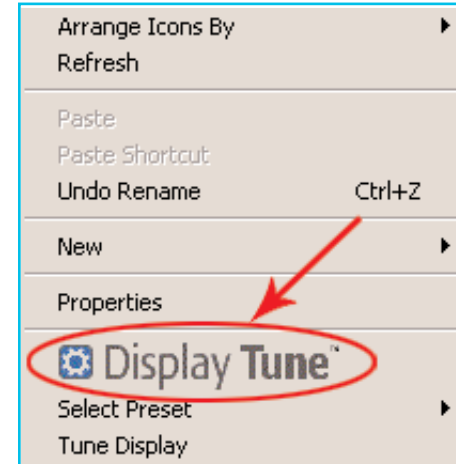 Arrange Icons By
Refresh
Paste
Paste Shortcut
Undo Rename Ctrl+Z
New
Properties
Display Tune™
Select Preset
Tune Display